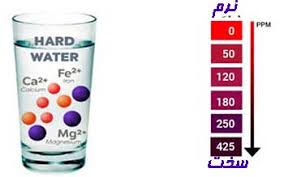 HARD
WATER
Ca2+
Calcium
Fe2+
Iron
Mg2+
Magnesium
نرم
PPM
0
50
120
180
250
425
سخت